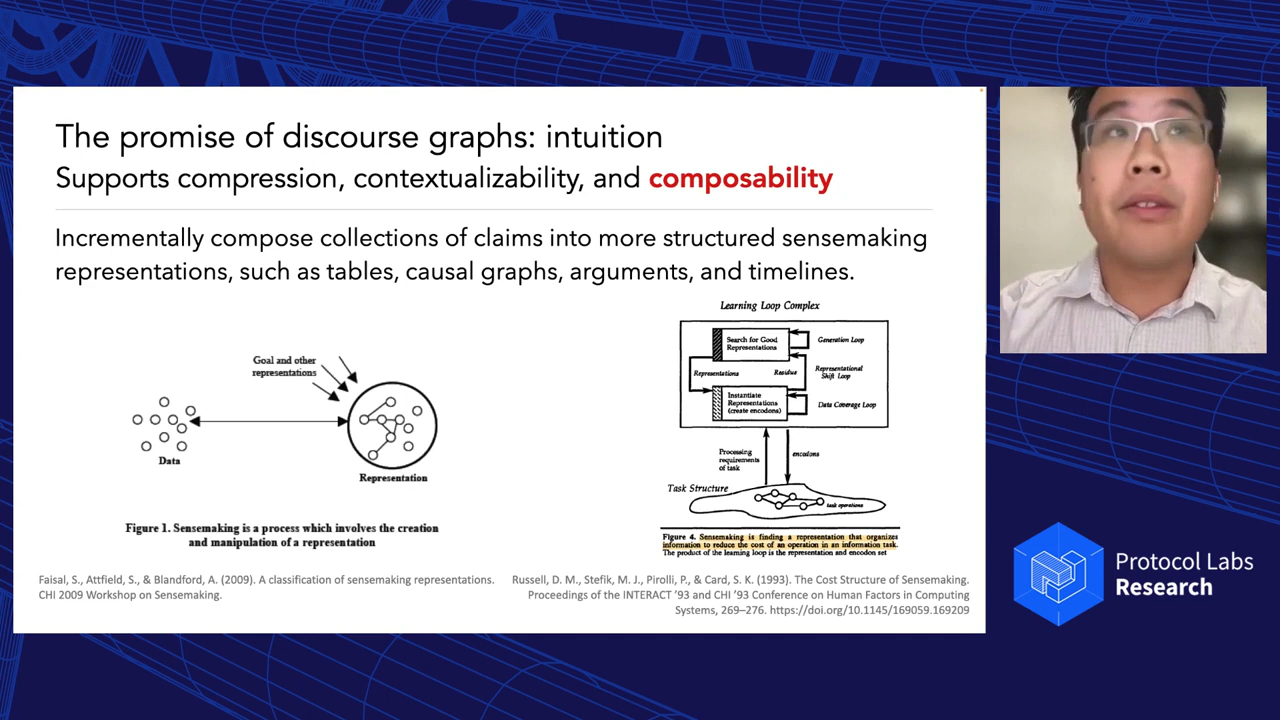 The promise of discourse graphs: intuition
Supports compression, contextualizability, and composability
Incrementally compose collections of claims into more structured sensemaking
representations, such as tables, causal graphs, arguments, and timelines.
Goal and other
representations
Data
Representation
Figure 1. Sensemaking is a process which involves the creation
and manipulation of a representation
Faisal, S., Attfield, S., & Blandford, A. (2009). A classification of sensemaking representations.
CHI 2009 Workshop on Sensemaking.
Learning Loop Complex
Search for Good
Representations
Generation Loop
Representations
Residue
Representational
Shift Loop
Instantiate
Representations
(create encodons)
Data Coverage Loop
Processing
requirements
of task
encodons
Task Structure
task operations
Figure 4. Sensemaking is finding a representation that organizes
information to reduce the cost of an operation in an information task.
The product of the learning loop is the representation and encodon set
Russell, D. M., Stefik, M. J., Pirolli, P., & Card, S. K. (1993). The Cost Structure of Sensemaking.
Proceedings of the INTERACT '93 and CHI '93 Conference on Human Factors in Computing
Systems, 269–276. https://doi.org/10.1145/169059.169209
Protocol Labs
Research